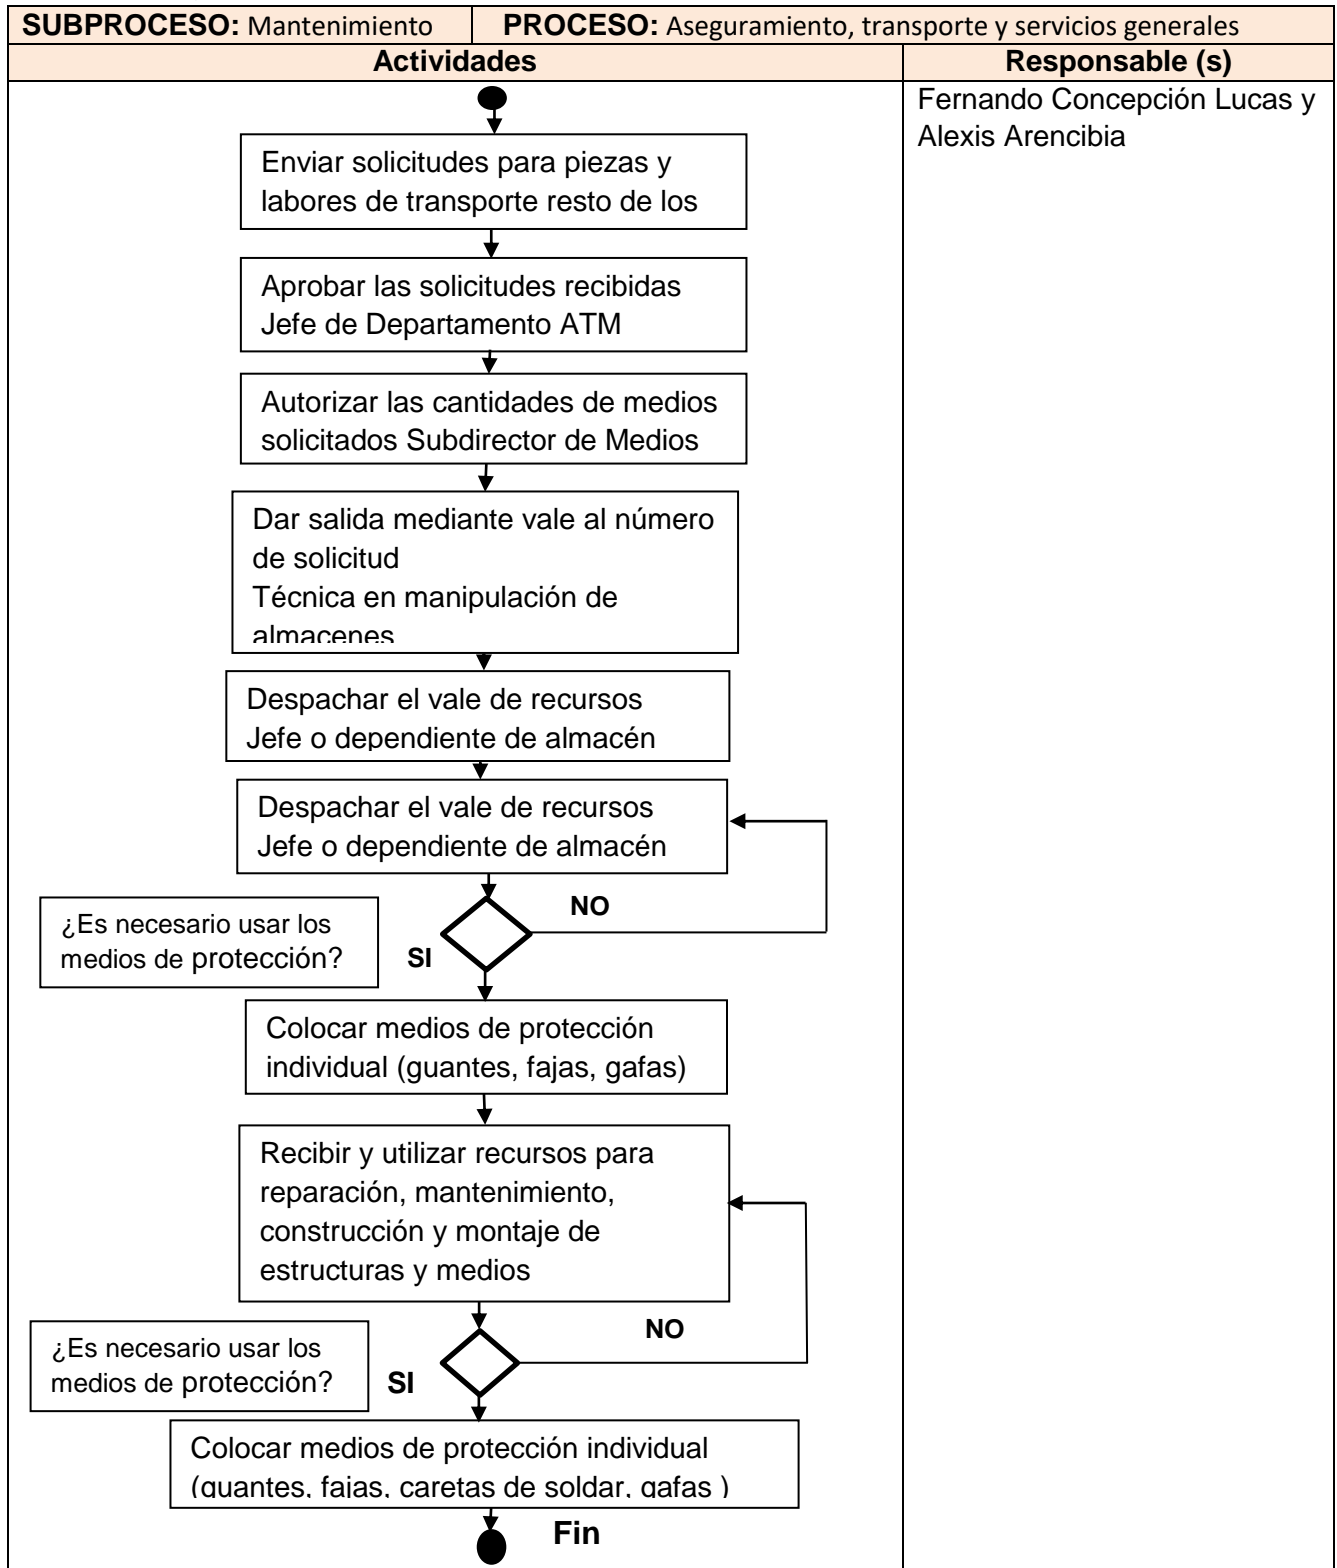 SUBPROCESO: Mantenimiento
PROCESO: Aseguramiento, transporte y servicios generales
Actividades
Responsable (s)
Fernando Concepción Lucas y
Alexis Arencibia
Enviar solicitudes para piezas y
labores de transporte resto de los
Aprobar las solicitudes recibidas
Jefe de Departamento ATM
Autorizar las cantidades de medios
solicitados Subdirector de Medios
Dar salida mediante vale al número
de solicitud
Técnica en manipulación de
almacenes
Despachar el vale de recursos
Jefe o dependiente de almacén
Despachar el vale de recursos
Jefe o dependiente de almacén
NO
¿Es necesario usar los
medios de protección?
SI
Colocar medios de protección
individual (guantes, fajas, gafas)
Recibir y utilizar recursos para
reparación, mantenimiento,
construcción y montaje de
estructuras y medios
NO
¿Es necesario usar los
medios de protección?
SI
Colocar medios de protección individual
(guantes, fajas, caretas de soldar, gafas )
Fin